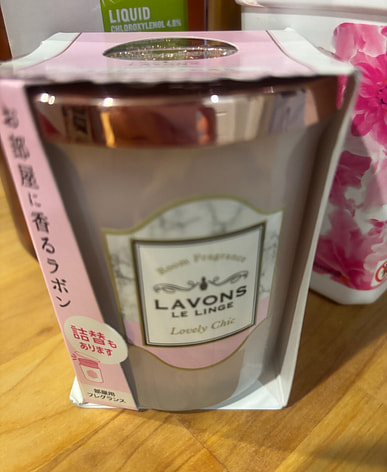 LIQUID
CHLOROXYLENOL 4.8%
LAVONS
お部屋に香るラボン
Room Fragrance
LAVONS
LE LINGE
Lovely Chic
詰替も
あります
部屋用
フレグランス